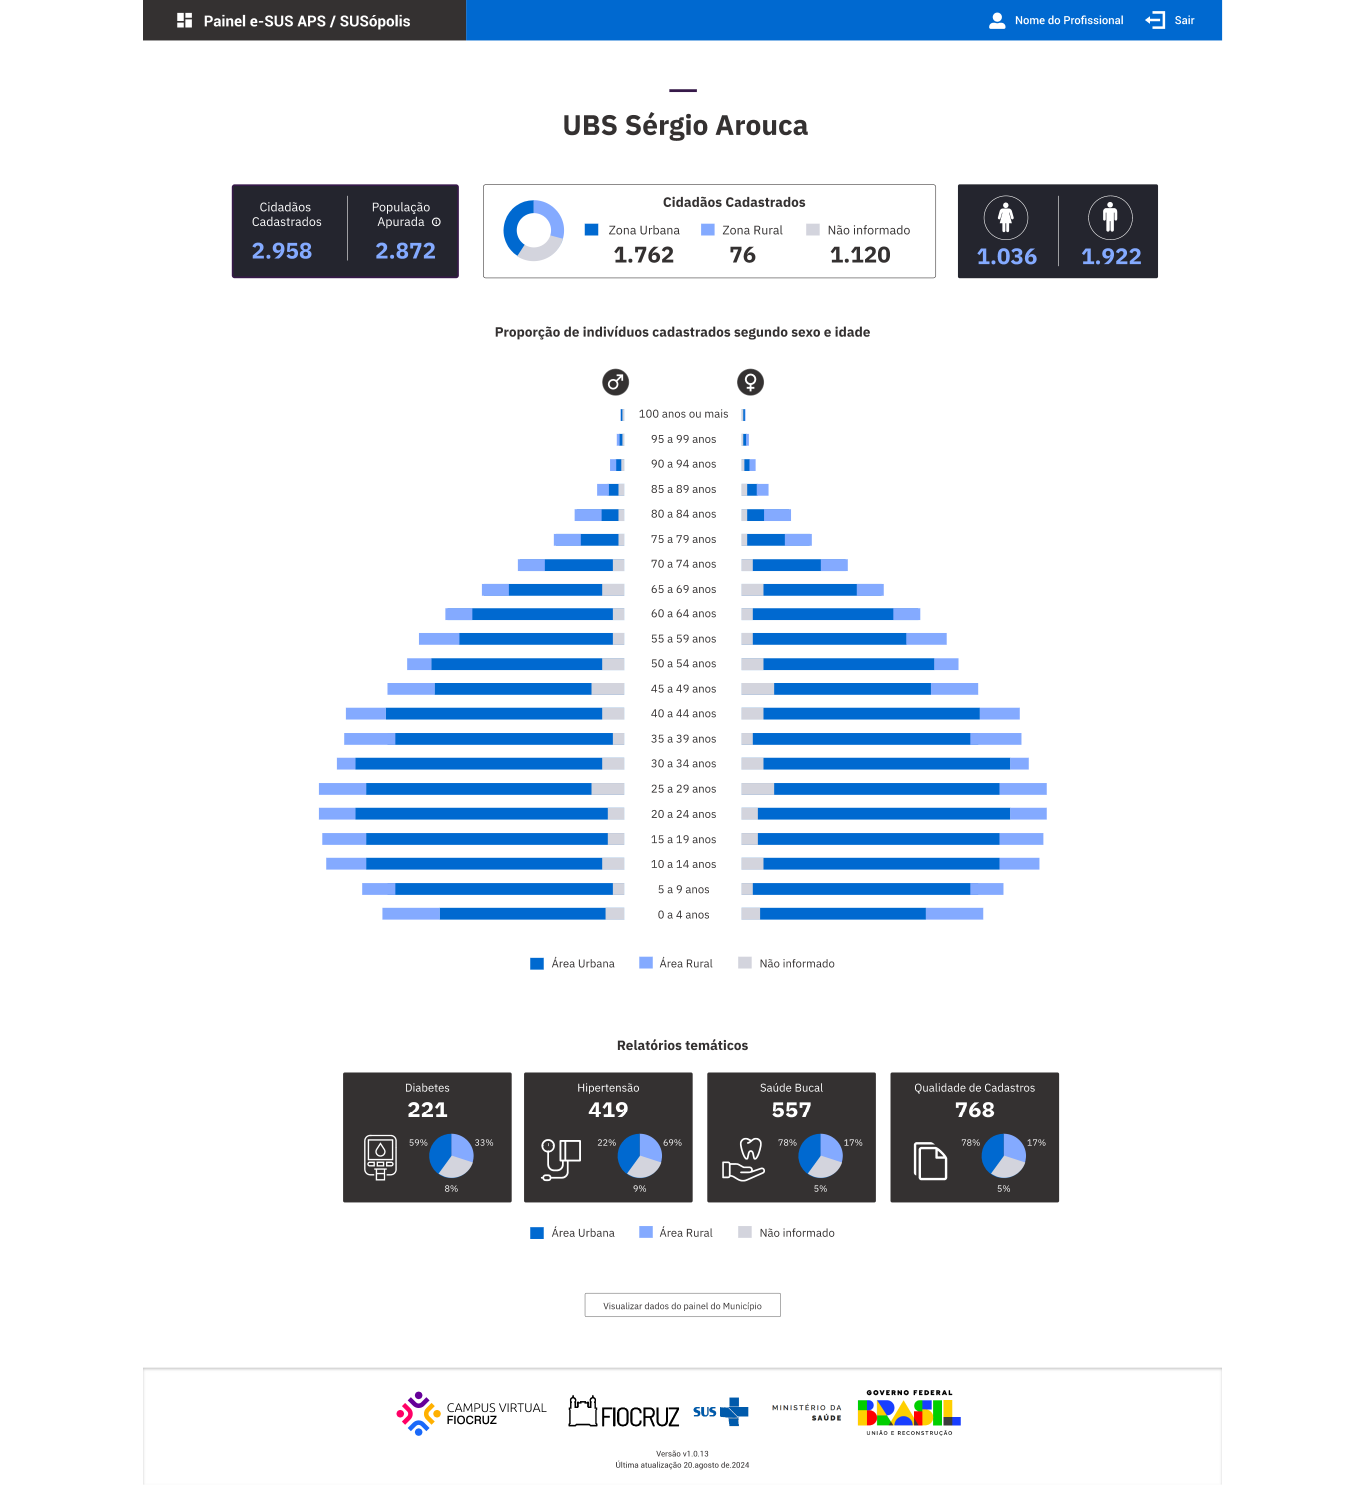 Painel e-SUS APS / SUSópolis
Nome do Profissional
Sair
UBS Sérgio Arouca
Cidadãos Cadastrados
2.958
População Apurada
2.872
Cidadãos Cadastrados
Zona Urbana
Zona Rural
Não informado
1.762
76
1.120
1.036
1.922
Proporção de indivíduos cadastrados segundo sexo e idade
100 anos ou mais
95 a 99 anos
90 a 94 anos
85 a 89 anos
80 a 84 anos
75 a 79 anos
70 a 74 anos
65 a 69 anos
60 a 64 anos
55 a 59 anos
50 a 54 anos
45 a 49 anos
40 a 44 anos
35 a 39 anos
30 a 34 anos
25 a 29 anos
20 a 24 anos
15 a 19 anos
10 a 14 anos
5 a 9 anos
0 a 4 anos
Área Urbana
Área Rural
Não informado
Relatórios temáticos
Diabetes
221
59%
33%
8%
Hipertensão
419
22%
69%
9%
Saúde Bucal
557
78%
17%
5%
Qualidade de Cadastros
768
78%
17%
5%
Área Urbana
Área Rural
Não informado
Visualizar dados do painel do Município
CAMPUS VIRTUAL
FIOCRUZ
FIOCRUZ
SUS
MINISTÉRIO DA
SAÚDE
GOVERNO FEDERAL
BRASIL
UNIÃO E RECONSTRUÇÃO
Versão v1.0.13
Última atualização 20.agosto de.2024